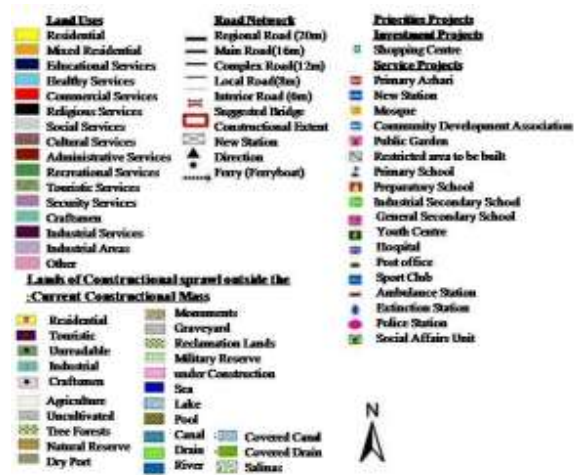 Land Uses
Residential
Mixed Residential
Educational Services
Healthy Services
Commercial Services
Religious Services
Social Services
Cultural Services
Administrative Services
Recreational Services
Touristic Services
Security Services
Craftsmen
Industrial Services
Industrial Areas
Other
Road Network
Regional Road (20m)
Main Road(16m)
Complex Road(12m)
Local Road(8m)
Interior Road (6m)
Suggested Bridge
Constructional Extent
New Station
Direction
Ferry (Ferryboat)
Priorities Projects
Investment Projects
Shopping Centre
Service Projects
Primary Azhari
New Station
Mosque
Community Development Association
Public Garden
Restricted area to be built
Primary School
Preparatory School
Industrial Secondary School
General Secondary School
Youth Centre
Hospital
Post office
Sport Club
Ambulance Station
Extinction Station
Police Station
Social Affairs Unit
Lands of Constructional sprawl outside the
:Current Constructional Mass
Residential
Touristic
Unreadable
Industrial
Craftsmen
Agriculture
Uncultivated
Tree Forests
Natural Reserve
Dry Port
Monuments
Graveyard
Reclamation Lands
Military Reserve
under Construction
Sea
Lake
Pool
Canal
Drain
River
Covered Canal
Covered Drain
Salinas
N